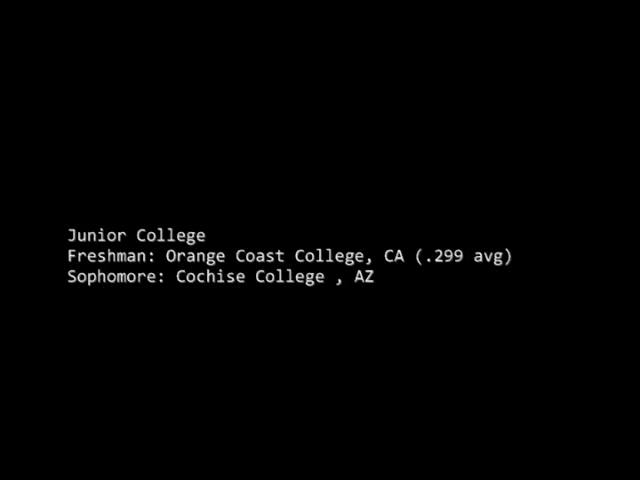 Junior College
Freshman: Orange Coast College, CA (.299 avg)
Sophomore: Cochise College , AZ